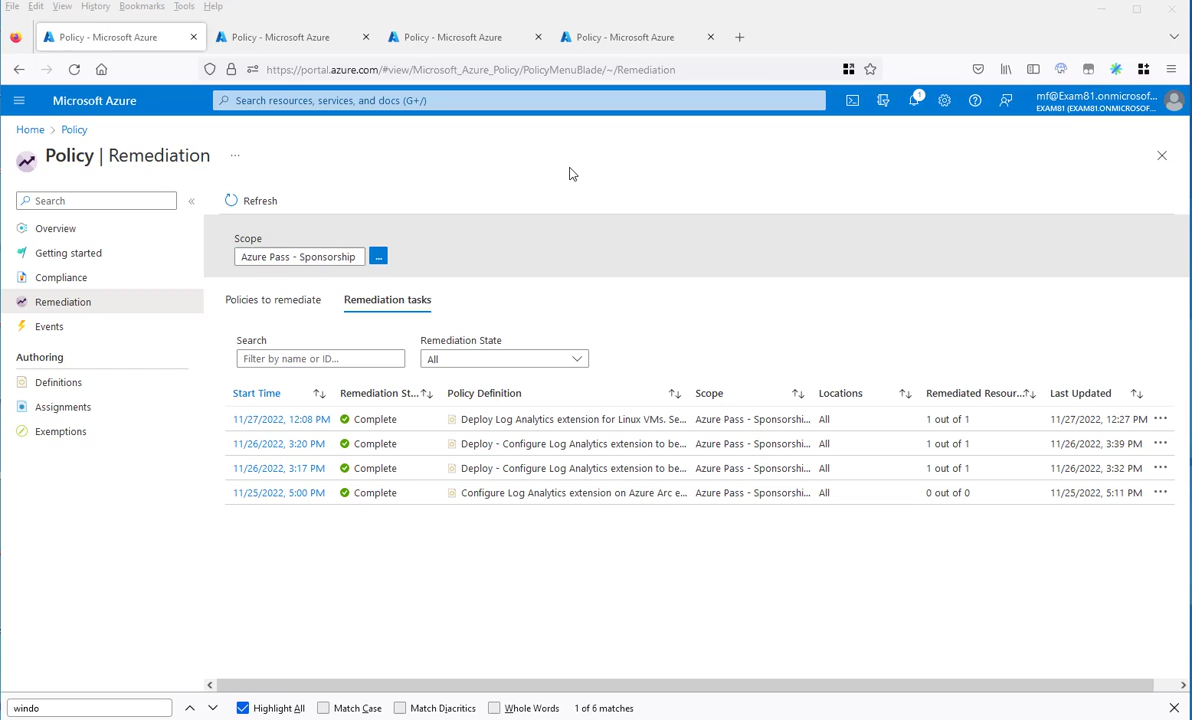 File Edit View History Bookmarks Tools Help
Policy - Microsoft Azure Policy - Microsoft Azure Policy - Microsoft Azure Policy - Microsoft Azure
https://portal.azure.com/#view/Microsoft_Azure_Policy/PolicyMenuBlade/~/Remediation
Microsoft Azure Search resources, services, and docs (G+/) 1 mf@Exam81.onmicrosof...
EXAM81 (EXAM81.ONMICROSOF...
Home > Policy
Policy | Remediation ...
Search « Refresh
Overview
Getting started
Compliance
Remediation
Events
Authoring
Definitions
Assignments
Exemptions
Scope
Azure Pass - Sponsorship ...
Policies to remediate Remediation tasks
Search Remediation State
Filter by name or ID... All
Start Time Remediation St... Policy Definition Scope Locations Remediated Resour... Last Updated
11/27/2022, 12:08 PM Complete Deploy Log Analytics extension for Linux VMs. Se... Azure Pass - Sponsorshi... All 1 out of 1 11/27/2022, 12:27 PM ...
11/26/2022, 3:20 PM Complete Deploy - Configure Log Analytics extension to be... Azure Pass - Sponsorshi... All 1 out of 1 11/26/2022, 3:39 PM ...
11/26/2022, 3:17 PM Complete Deploy - Configure Log Analytics extension to be... Azure Pass - Sponsorshi... All 1 out of 1 11/26/2022, 3:32 PM ...
11/25/2022, 5:00 PM Complete Configure Log Analytics extension on Azure Arc e... Azure Pass - Sponsorshi... All 0 out of 0 11/25/2022, 5:11 PM ...
windo Highlight All Match Case Match Diacritics Whole Words 1 of 6 matches